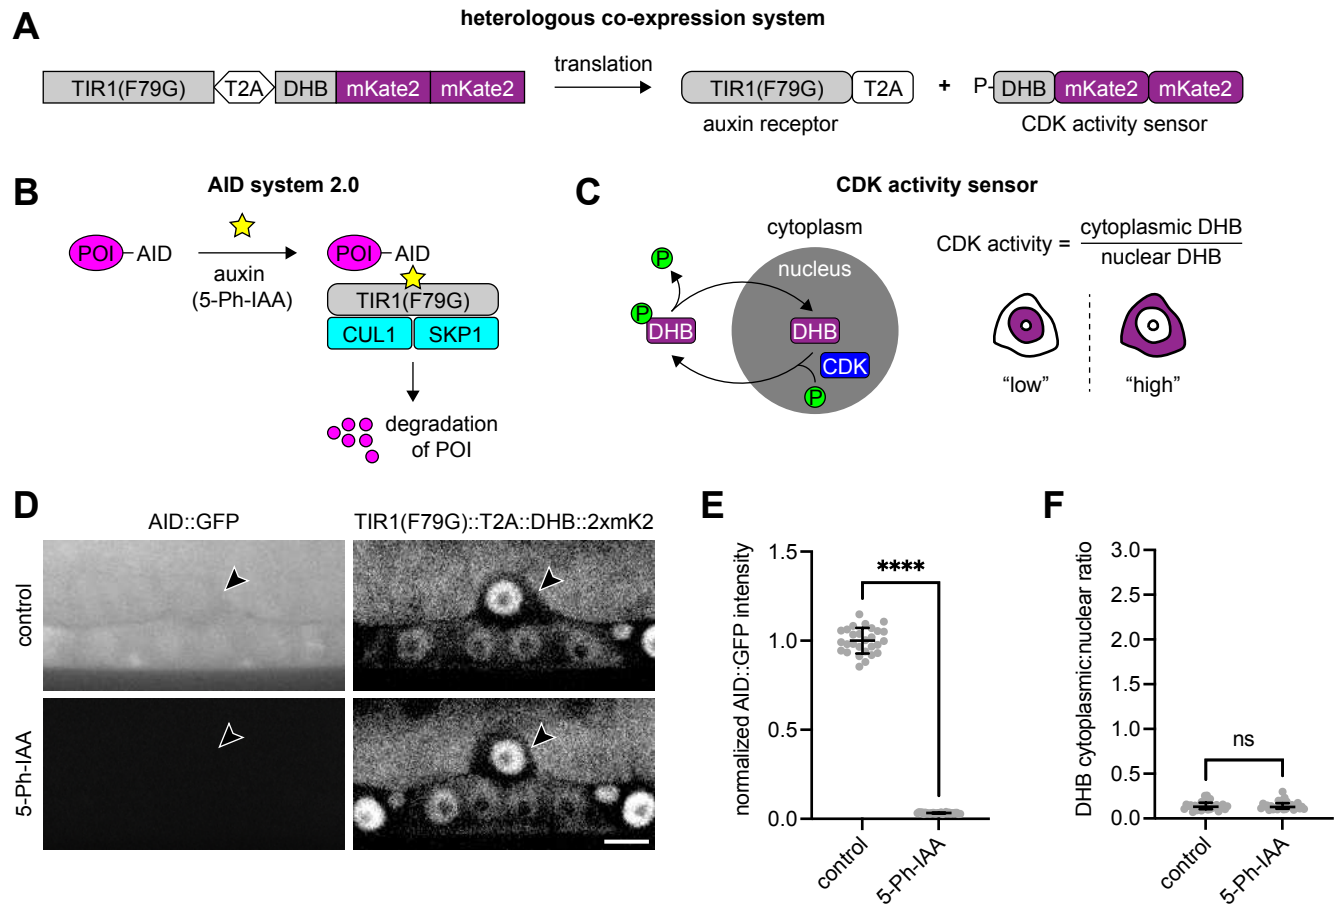 A
heterologous co-expression system
TIR1(F79G) T2A DHB mKate2 mKate2
translation
TIR1(F79G) T2A + P-DHB mKate2 mKate2
auxin receptor
CDK activity sensor
B
AID system 2.0
POI AID
auxin
(5-Ph-IAA)
POI AID
TIR1(F79G)
CUL1 SKP1
degradation
of POI
C
CDK activity sensor
cytoplasm
nucleus
P
P
DHB
DHB
CDK
P
CDK activity = cytoplasmic DHB
nuclear DHB
“low”
“high”
D
AID::GFP
TIR1(F79G)::T2A::DHB::2xmK2
control
5-Ph-IAA
E
normalized AID::GFP intensity
1.5
1.0
0.5
0.0
****
control
5-Ph-IAA
F
DHB cytoplasmic:nuclear ratio
3.0
2.5
2.0
1.5
1.0
0.5
0.0
ns
control
5-Ph-IAA